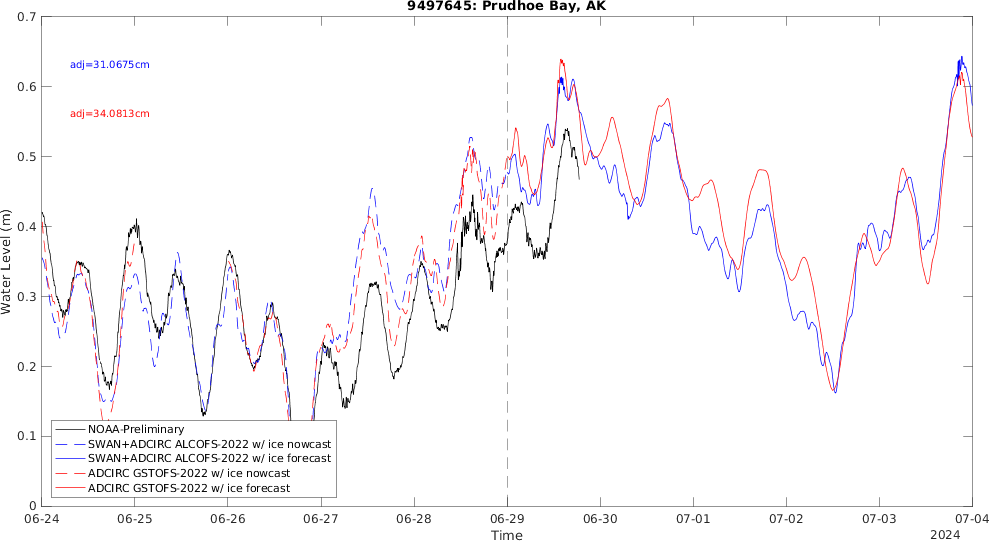 9497645: Prudhoe Bay, AK
0.7
adj=31.0675cm
0.6
adj=34.0813cm
0.5
0.4
Water Level (m)
0.3
0.2
NOAA-Preliminary
0.1
SWAN+ADCIRC ALCOFS-2022 w/ ice nowcast
SWAN+ADCIRC ALCOFS-2022 w/ ice forecast
ADCIRC GSTOFS-2022 w/ ice nowcast
ADCIRC GSTOFS-2022 w/ ice forecast
0
06-24 06-25 06-26 06-27 06-28 06-29 06-30 07-01 07-02 07-03 07-04
Time 2024